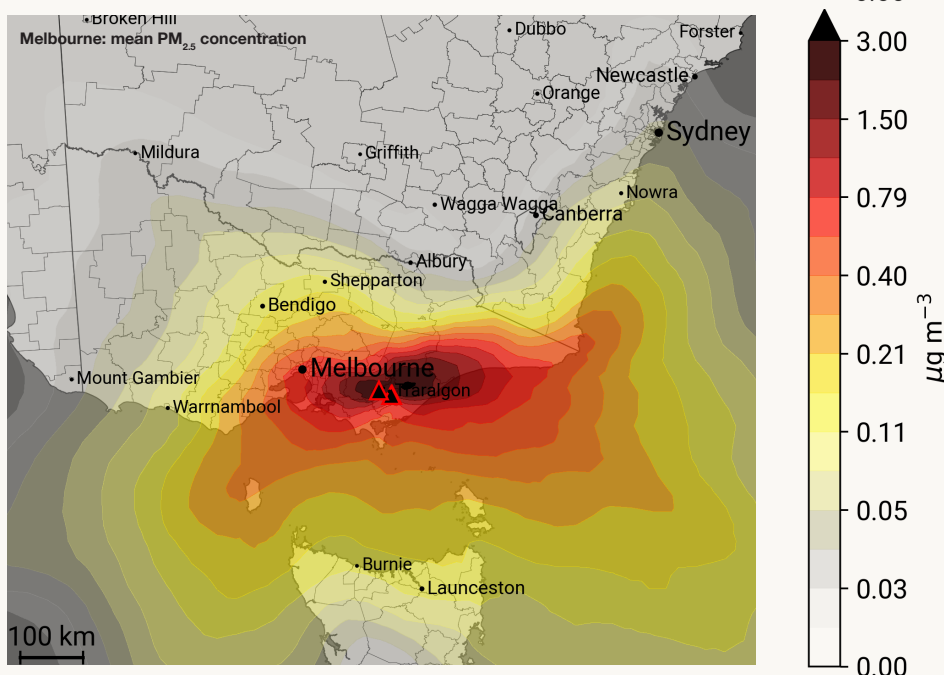 Broken Hill
Melbourne: mean PM2.5 concentration
Dubbo
Forster
Newcastle
Orange
Sydney
Mildura
Griffith
Nowra
Wagga Wagga
Canberra
Albury
Shepparton
Bendigo
Melbourne
Mount Gambier
Traralgon
Warrnambool
Burnie
Launceston
100 km
3.00
1.50
0.79
0.40
0.21
0.11
0.05
0.03
0.00
μg m−3